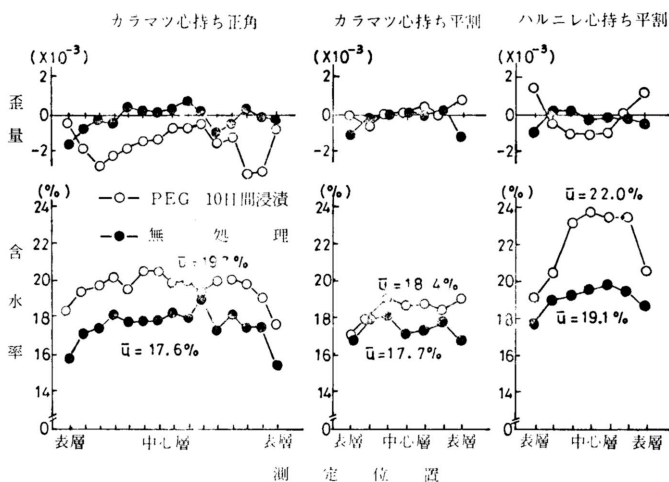 カラマツ心持ち正角 カラマツ心持ち平割 ハルニレ心持ち平割
(×10⁻³) (×10⁻³) (×10⁻³)
歪量
2 2 2
0 0 0
-2 -2 -2
(%) (%) (%)
含水率
24 24 24
22 22 22
20 20 20
18 18 18
16 16 16
14 14 14
0 0 0
—○— PEG 10日間浸漬
—●— 無処理
ū=17.6%
ū=18.4%
ū=17.7%
ū=22.0%
ū=19.1%
表層 中心層 表層 表層 中心層 表層 表層 中心層 表層
測定位置